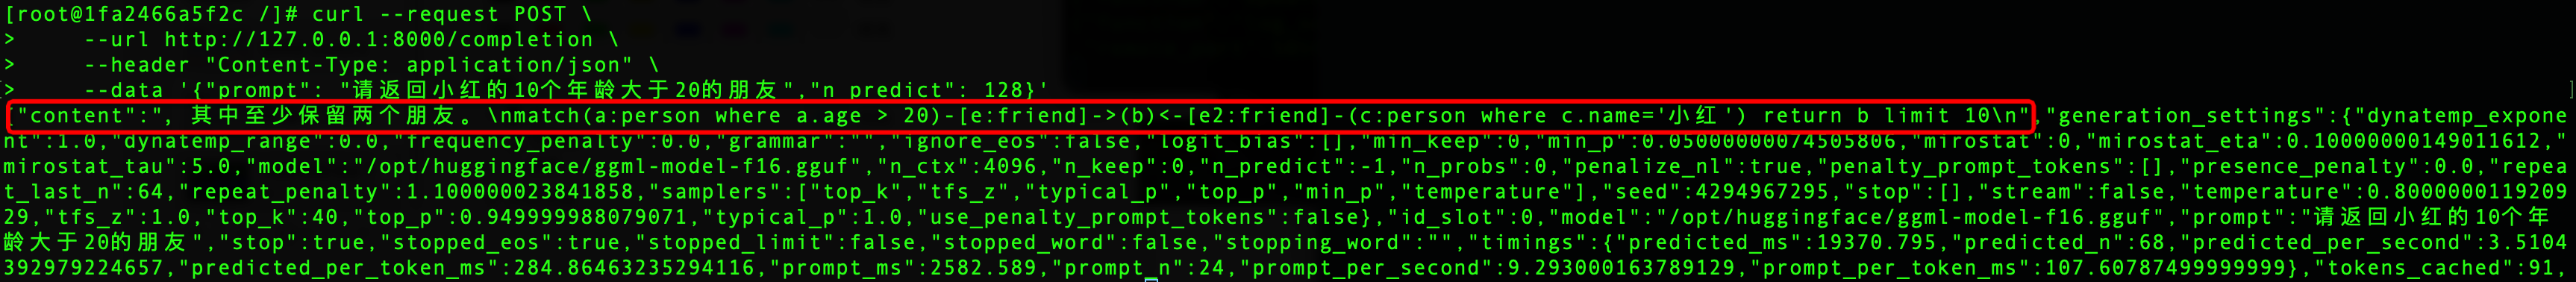 [root@1fa2466a5f2c /]# curl --request POST \
>     --url http://127.0.0.1:8000/completion \
>     --header "Content-Type: application/json" \
>     --data '{"prompt": "请返回小红的10个年龄大于20的朋友","n_predict": 128}'
{"content":", 其中至少保留两个朋友。\nmatch(a:person where a.age > 20)-[e:friend]->(b)<-[e2:friend]-(c:person where c.name='小红') return b limit 10\n","generation_settings":{"dynatemp_expone
nt":1.0,"dynatemp_range":0.0,"frequency_penalty":0.0,"grammar":"","ignore_eos":false,"logit_bias":[],"min_keep":0,"min_p":0.05000000074505806,"mirostat":0,"mirostat_eta":0.10000000149011612,"
mirostat_tau":5.0,"model":"/opt/huggingface/ggml-model-f16.gguf","n_ctx":4096,"n_keep":0,"n_predict":-1,"n_probs":0,"penalize_nl":true,"penalty_prompt_tokens":[],"presence_penalty":0.0,"repea
t_last_n":64,"repeat_penalty":1.100000023841858,"samplers":["top_k","tfs_z","typical_p","top_p","min_p","temperature"],"seed":4294967295,"stop":[],"stream":false,"temperature":0.8000000119209
29,"tfs_z":1.0,"top_k":40,"top_p":0.949999988079071,"typical_p":1.0,"use_penalty_prompt_tokens":false},"id_slot":0,"model":"/opt/huggingface/ggml-model-f16.gguf","prompt":"请返回小红的10个年
龄大于20的朋友","stop":true,"stopped_eos":true,"stopped_limit":false,"stopped_word":false,"stopping_word":"","timings":{"predicted_ms":19370.795,"predicted_n":68,"predicted_per_second":3.5104
392979224657,"predicted_per_token_ms":284.86463235294116,"prompt_ms":2582.589,"prompt_n":24,"prompt_per_second":9.293000163789129,"prompt_per_token_ms":107.60787499999999},"tokens_cached":91,